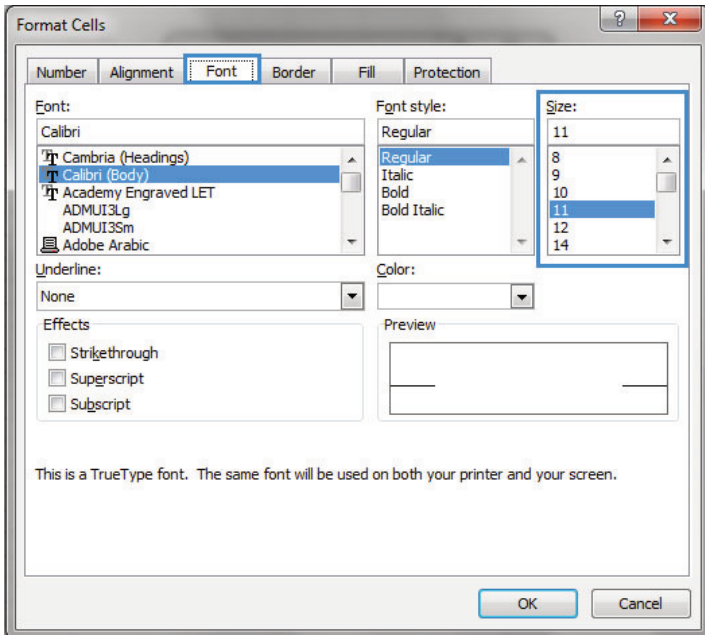 Format Cells
Number Alignment Font Border Fill Protection
Font: Font style: Size:
Calibri Regular 11
Cambria (Headings) Regular 8
Calibri (Body) Italic 9
Academy Engraved LET Bold 10
ADMUI3Lg Bold Italic 11
ADMUI3Sm 12
Adobe Arabic 14
Underline: Color:
None
Effects Preview
Strikethrough
Superscript
Subscript
This is a TrueType font. The same font will be used on both your printer and your screen.
OK Cancel